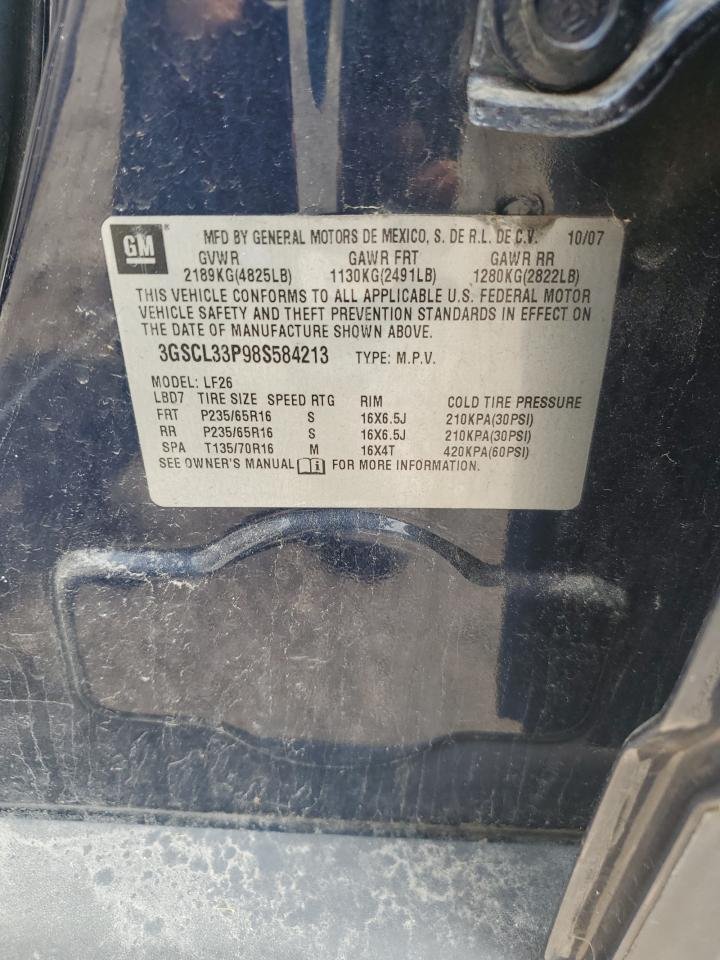 GM ® MFD BY GENERAL MOTORS DE MEXICO, S. DE R.L. DE C.V. 10/07
GVWR GAWR FRT GAWR RR
2189KG(4825LB) 1130KG(2491LB) 1280KG(2822LB)
THIS VEHICLE CONFORMS TO ALL APPLICABLE U.S. FEDERAL MOTOR
VEHICLE SAFETY AND THEFT PREVENTION STANDARDS IN EFFECT ON
THE DATE OF MANUFACTURE SHOWN ABOVE.
3GSCL33P98S584213 TYPE: M.P.V.
MODEL: LF26
LBD7 TIRE SIZE SPEED RTG RIM COLD TIRE PRESSURE
FRT P235/65R16 S 16X6.5J 210KPA(30PSI)
RR P235/65R16 S 16X6.5J 210KPA(30PSI)
SPA T135/70R16 M 16X4T 420KPA(60PSI)
SEE OWNER'S MANUAL FOR MORE INFORMATION.